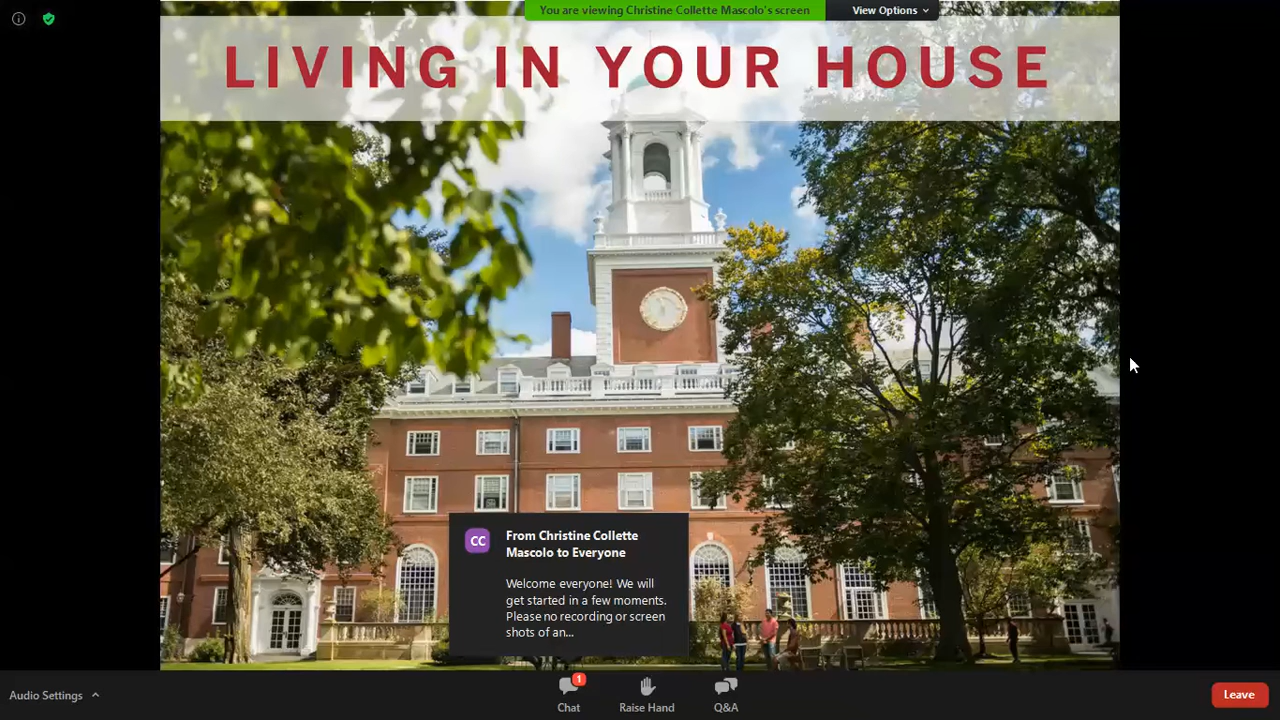 You are viewing Christine Collette Mascolo's screen
View Options
LIVING IN YOUR HOUSE
CC
From Christine Collette
Mascolo to Everyone
Welcome everyone! We will
get started in a few moments.
Please no recording or screen
shots of an...
Audio Settings
1
Chat
Raise Hand
Q&A
Leave